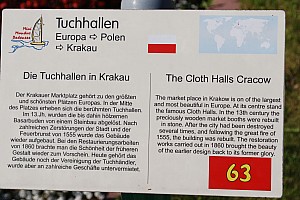 Tuchhallen
Europa ➪ Polen
➪ Krakau
Die Tuchhallen in Krakau
Der Krakauer Marktplatz gehört zu den größten
und schönsten Plätzen Europas. In der Mitte
des Platzes erheben sich die berühmten Tuchhallen.
Im 13. Jh. wurden die bis dahin hölzernen
Basarbuden von einem Steinbau abgelöst. Nach
zahlreichen Zerstörungen der Stadt und der
Feuerbrunst von 1555 wurde das Gebäude
wieder aufgebaut. Bei den Restaurierungsarbeiten
von 1860 brachte man die Schönheit der früheren
Gestalt wieder zum Vorschein. Heute gehört das
Gebäude noch der Vereinigung der Tuchhändler,
wurde aber an zahlreiche Geschäfte untervermietet.
The Cloth Halls Cracow
The market place in Krakow is on of the largest
and most beautiful in Europe. At its centre stand
the famous Cloth Halls. In the 13th century the
preciously wooden market booths were rebuilt
in stone. After the city had been destroyed
several times, and following the great fire of
1555, the building was rebuilt. The restoration
works carried out in 1860 brought the beauty
of the earlier design back to its former glory.
63